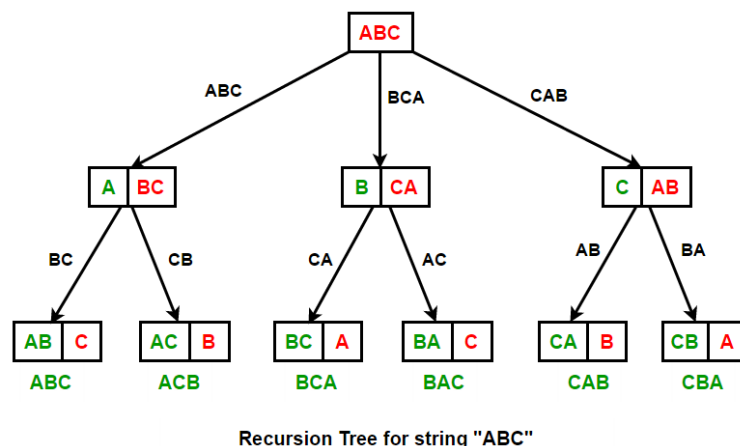 ABC
ABC BCA CAB
A BC B CA C AB
BC CB CA AC AB BA
AB C AC B BC A BA C CA B CB A
ABC ACB BCA BAC CAB CBA
Recursion Tree for string "ABC"